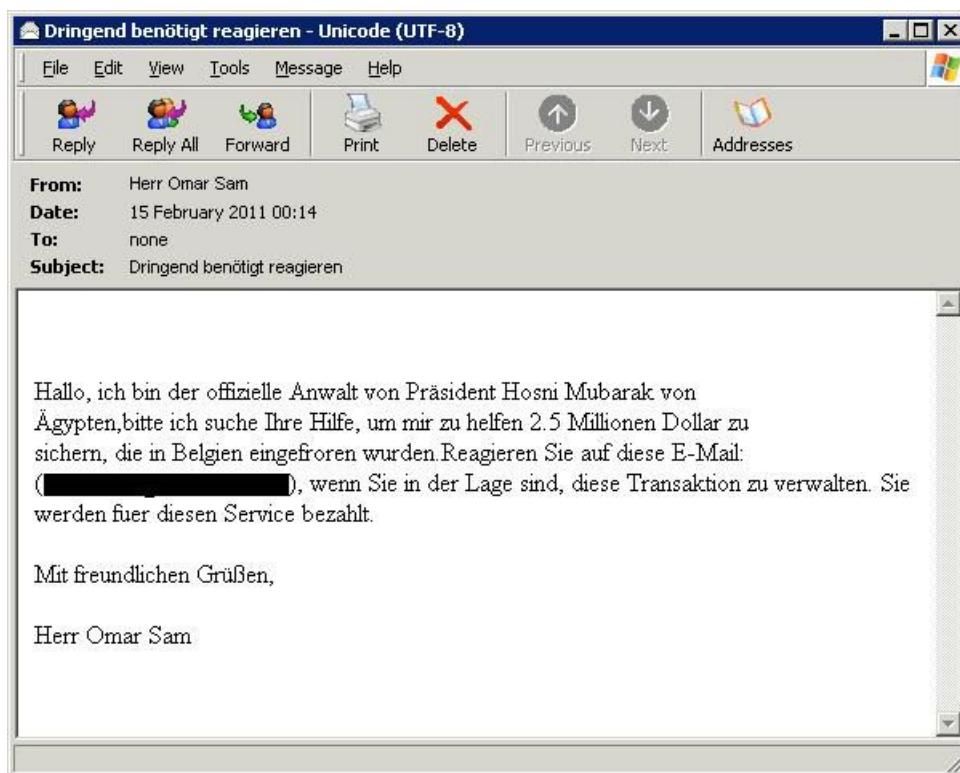 Dringend benötigt reagieren - Unicode (UTF-8)
File Edit View Tools Message Help
Reply Reply All Forward Print Delete Previous Next Addresses
From: Herr Omar Sam
Date: 15 February 2011 00:14
To: none
Subject: Dringend benötigt reagieren
Hallo, ich bin der offizielle Anwalt von Präsident Hosni Mubarak von
Ägypten,bitte ich suche Ihre Hilfe, um mir zu helfen 2.5 Millionen Dollar zu
sichern, die in Belgien eingefroren wurden.Reagieren Sie auf diese E-Mail:
( ), wenn Sie in der Lage sind, diese Transaktion zu verwalten. Sie
werden fuer diesen Service bezahlt.
Mit freundlichen Grüßen,
Herr Omar Sam